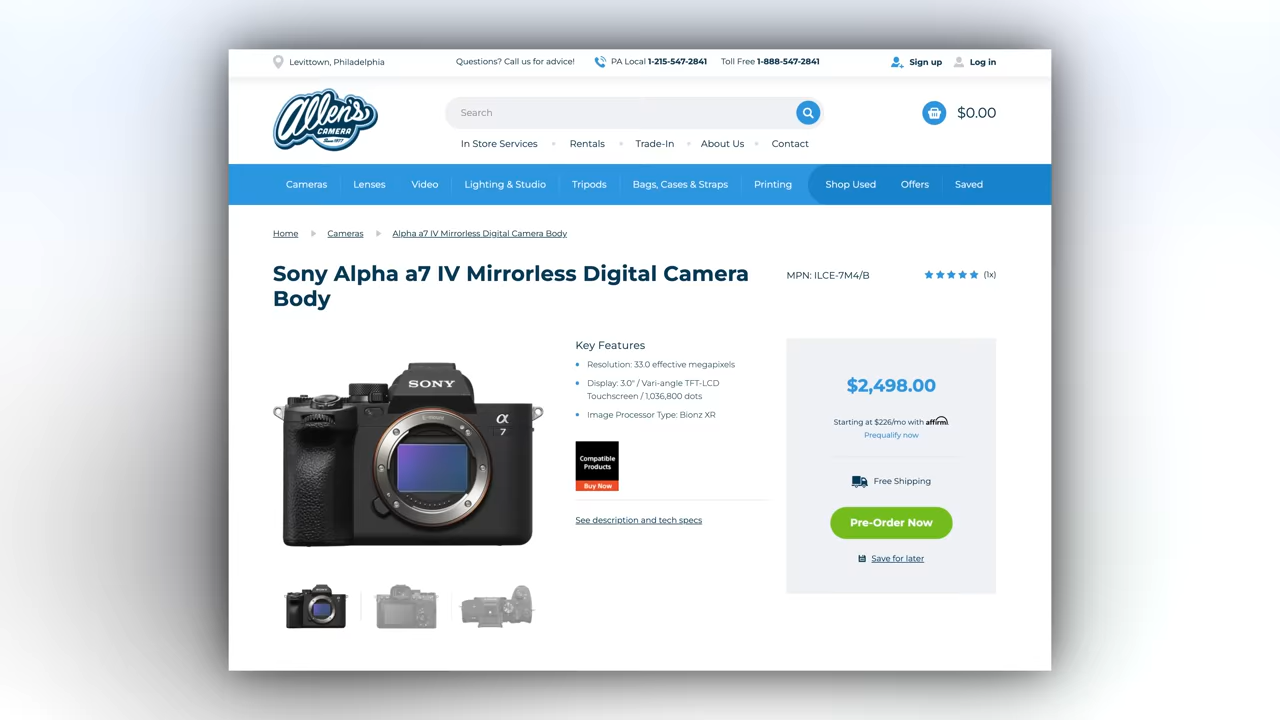 Levittown, Philadelphia
Questions? Call us for advice!
PA Local 1-215-547-2841
Toll Free 1-888-547-2841
Sign up
Log in
Allen's
CAMERA
Since 1977
Search
$0.00
In Store Services
Rentals
Trade-In
About Us
Contact
Cameras
Lenses
Video
Lighting & Studio
Tripods
Bags, Cases & Straps
Printing
Shop Used
Offers
Saved
Home
Cameras
Alpha a7 IV Mirrorless Digital Camera Body
Sony Alpha a7 IV Mirrorless Digital Camera
Body
MPN: ILCE-7M4/B
(1x)
SONY
α
7
E-mount
Key Features
Resolution: 33.0 effective megapixels
Display: 3.0" / Vari-angle TFT-LCD
Touchscreen / 1,036,800 dots
Image Processor Type: Bionz XR
Compatible
Products
Buy Now
See description and tech specs
$2,498.00
Starting at $226/mo with affirm.
Prequalify now
Free Shipping
Pre-Order Now
Save for later